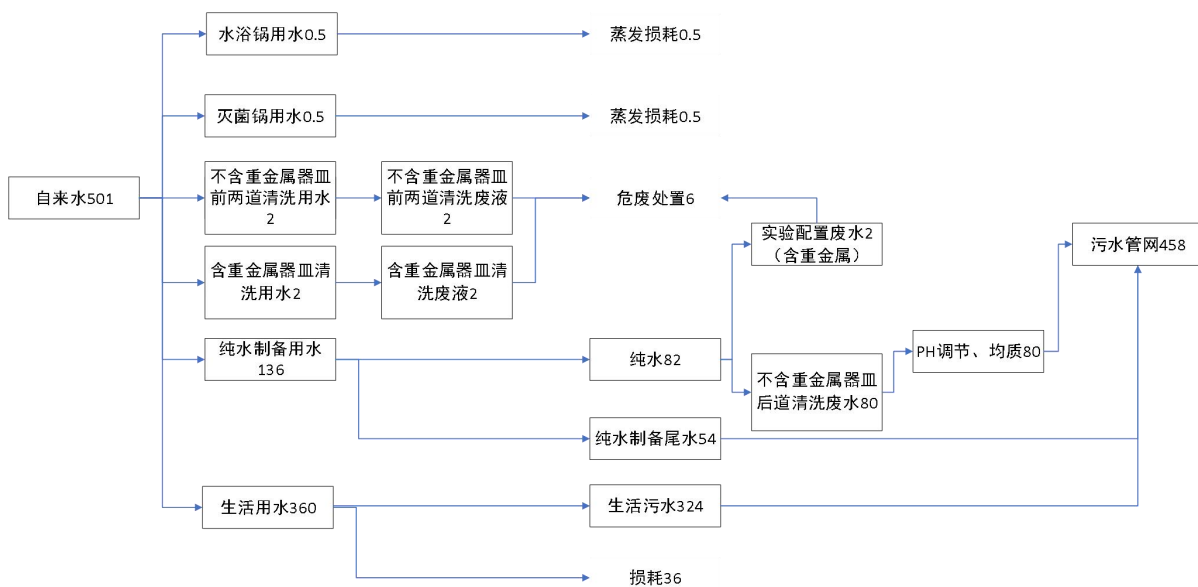 水浴锅用水0.5
蒸发损耗0.5
灭菌锅用水0.5
蒸发损耗0.5
自来水501
不含重金属器皿
前两道清洗用水
2
不含重金属器皿
前两道清洗废液
2
危废处置6
实验配置废水2
（含重金属）
污水管网458
含重金属器皿清
洗用水2
含重金属器皿清
洗废液2
纯水制备用水
136
纯水82
PH调节、均质80
不含重金属器皿
后道清洗废水80
纯水制备尾水54
生活用水360
生活污水324
损耗36